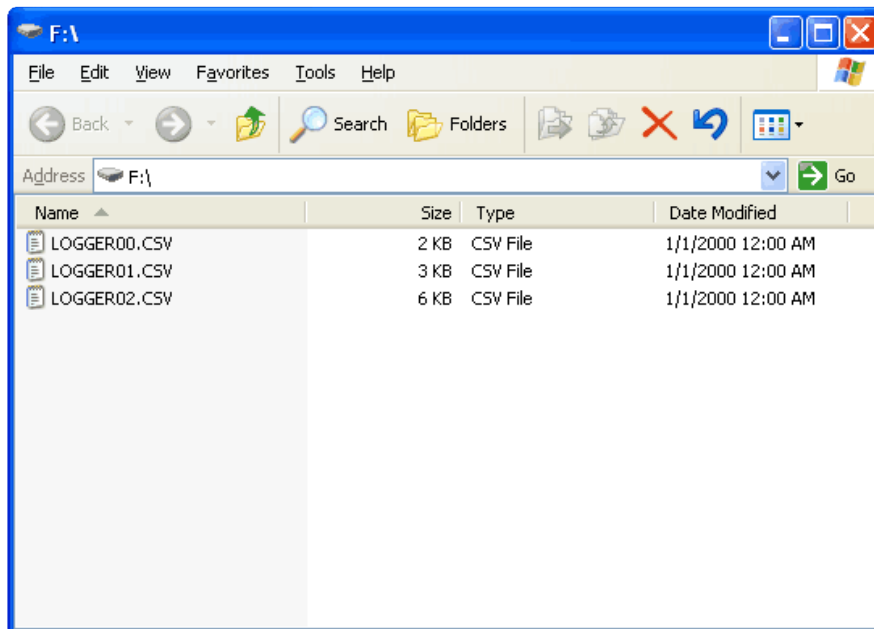 F:\
File Edit View Favorites Tools Help
Back Search Folders
Address F:\ Go
Name Size Type Date Modified
LOGGER00.CSV 2 KB CSV File 1/1/2000 12:00 AM
LOGGER01.CSV 3 KB CSV File 1/1/2000 12:00 AM
LOGGER02.CSV 6 KB CSV File 1/1/2000 12:00 AM